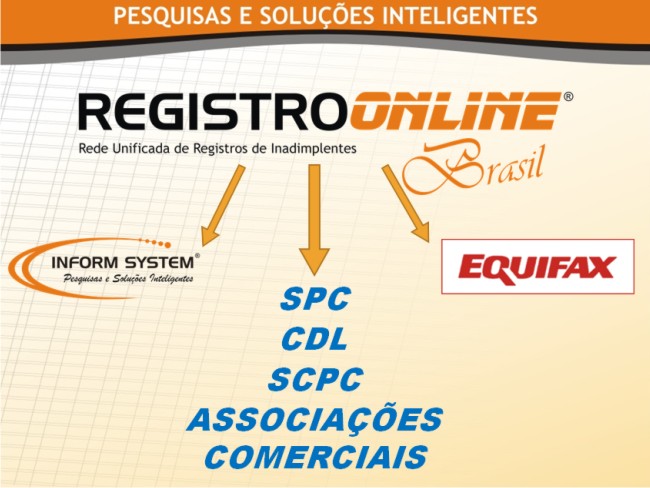 PESQUISAS E SOLUÇÕES INTELIGENTES
REGISTROONLINE®
Rede Unificada de Registros de Inadimplentes
Brasil
INFORM SYSTEM®
Pesquisas e Soluções Inteligentes
EQUIFAX
SPC
CDL
SCPC
ASSOCIAÇÕES
COMERCIAIS